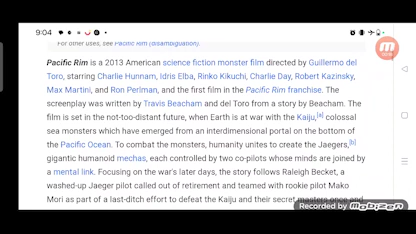 9:04
For other uses, see Pacific Rim (disambiguation).
Pacific Rim is a 2013 American science fiction monster film directed by Guillermo del
Toro, starring Charlie Hunnam, Idris Elba, Rinko Kikuchi, Charlie Day, Robert Kazinsky,
Max Martini, and Ron Perlman, and the first film in the Pacific Rim franchise. The
screenplay was written by Travis Beacham and del Toro from a story by Beacham. The
film is set in the not-too-distant future, when Earth is at war with the Kaiju,[a] colossal
sea monsters which have emerged from an interdimensional portal on the bottom of
the Pacific Ocean. To combat the monsters, humanity unites to create the Jaegers,[b]
gigantic humanoid mechas, each controlled by two co-pilots whose minds are joined by
a mental link. Focusing on the war's later days, the story follows Raleigh Becket, a
washed-up Jaeger pilot called out of retirement and teamed with rookie pilot Mako
Mori as part of a last-ditch effort to defeat the Kaiju and their secret masters once and
Recorded by MOBIZEN